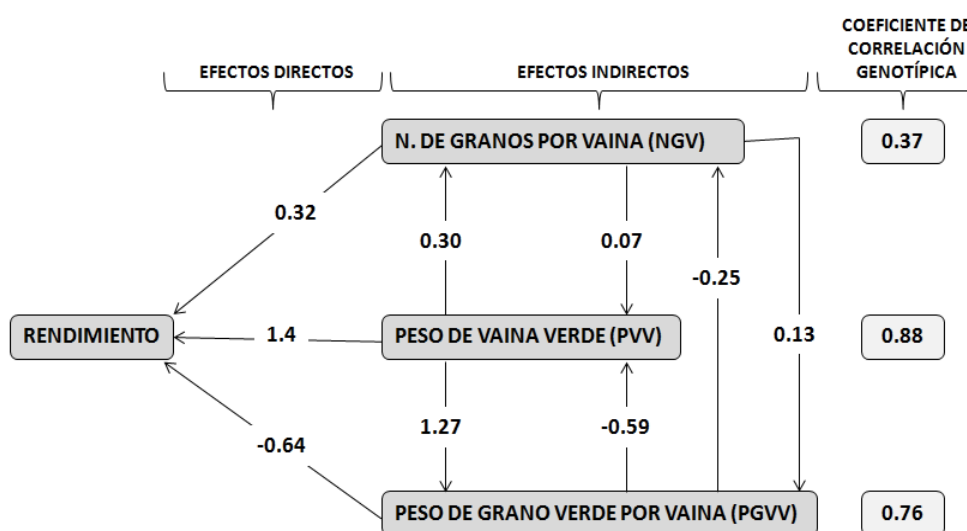 COEFICIENTE DE
CORRELACIÓN
GENOTÍPICA
EFECTOS DIRECTOS
EFECTOS INDIRECTOS
N. DE GRANOS POR VAINA (NGV)
0.37
0.32
0.30
0.07
-0.25
RENDIMIENTO
1.4
PESO DE VAINA VERDE (PVV)
0.13
0.88
-0.64
1.27
-0.59
PESO DE GRANO VERDE POR VAINA (PGVV)
0.76